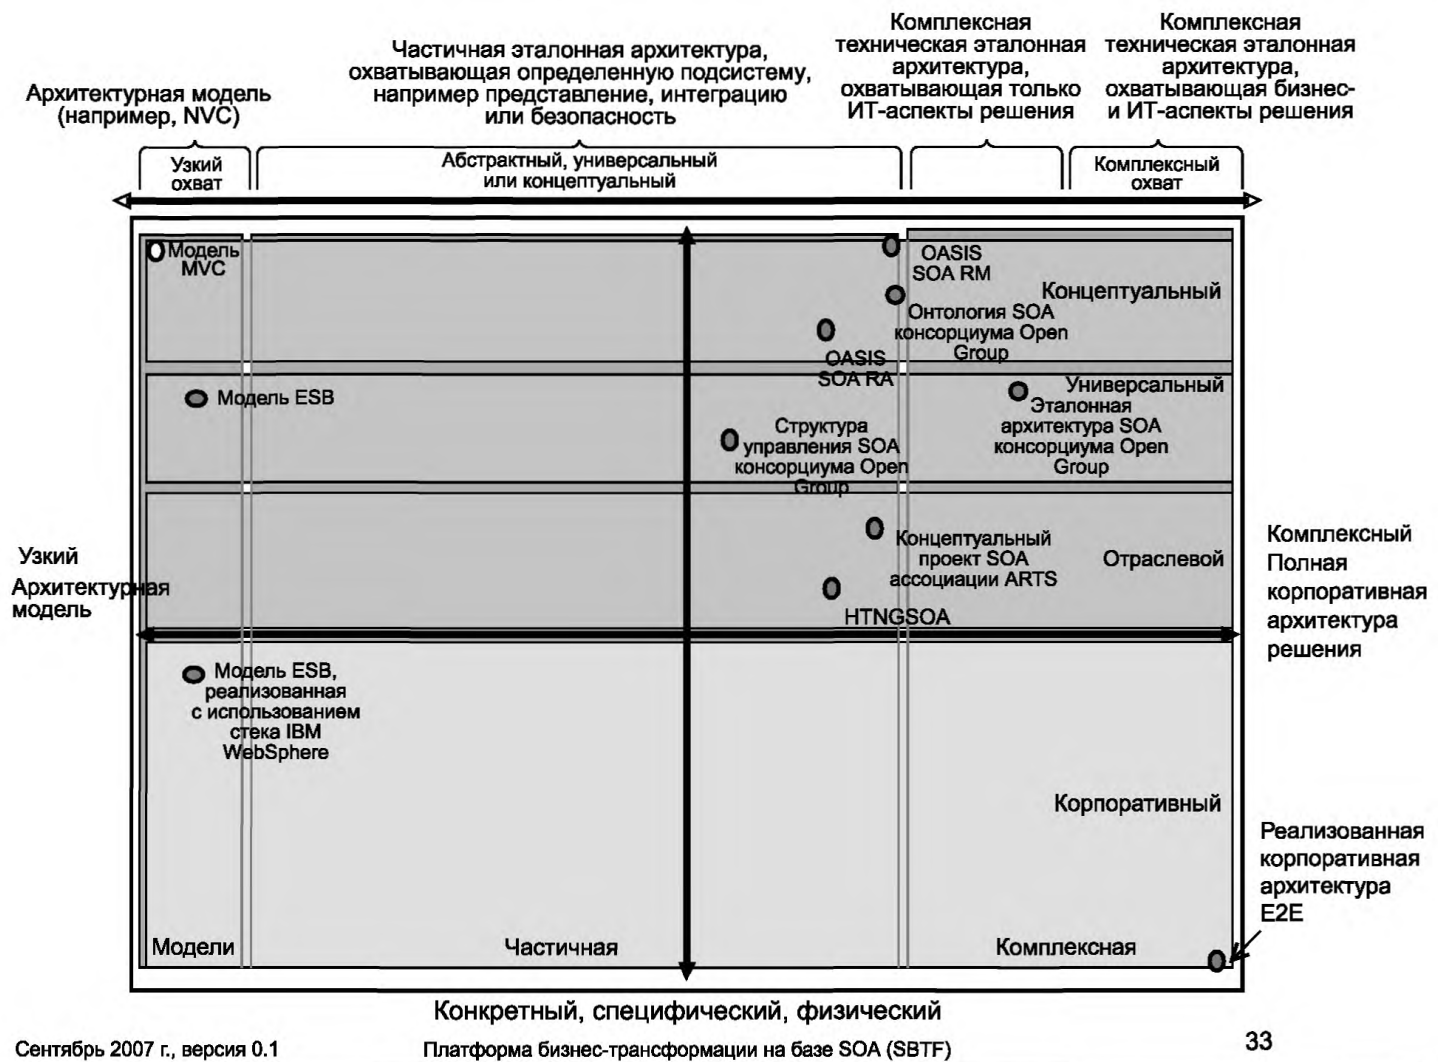 Архитектурная модель
(например, NVC)
Частичная эталонная архитектура,
охватывающая определенную подсистему,
например представление, интеграцию
или безопасность
Комплексная
техническая эталонная
архитектура,
охватывающая только
ИТ-аспекты решения
Комплексная
техническая эталонная
архитектура,
охватывающая бизнес-
и ИТ-аспекты решения
Узкий
охват
Абстрактный, универсальный
или концептуальный
Комплексный
охват
Модель
MVC
OASIS
SOA RM
Концептуальный
Онтология SOA
консорциума Open
Group
OASIS
SOA RA
Модель ESB
Универсальный
Эталонная
архитектура SOA
консорциума Open
Group
Структура
управления SOA
консорциума Open
Group
Концептуальный
проект SOA
ассоциации ARTS
Отраслевой
HTNGSOA
Узкий
Архитектурная
модель
Комплексный
Полная
корпоративная
архитектура
решения
Модель ESB,
реализованная
с использованием
стека IBM
WebSphere
Корпоративный
Реализованная
корпоративная
архитектура
E2E
Модели
Частичная
Комплексная
Конкретный, специфический, физический
Сентябрь 2007 г., версия 0.1
Платформа бизнес-трансформации на базе SOA (SBTF)
33